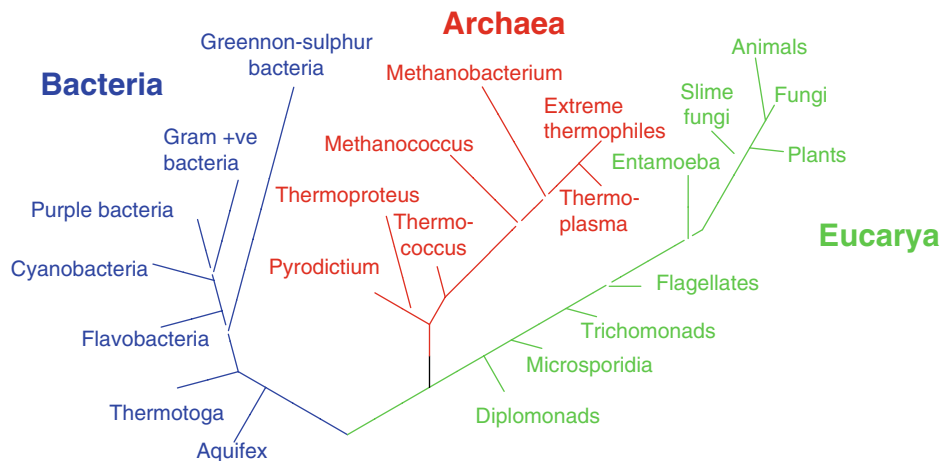 Archaea
Greennon-sulphur
bacteria
Bacteria
Gram +ve
bacteria
Purple bacteria
Cyanobacteria
Flavobacteria
Thermotoga
Aquifex
Methanobacterium
Extreme
thermophiles
Methanococcus
Thermoproteus
Thermo-
coccus
Thermo-
plasma
Pyrodictium
Animals
Slime
fungi
Fungi
Entamoeba
Plants
Eucarya
Flagellates
Trichomonads
Microsporidia
Diplomonads